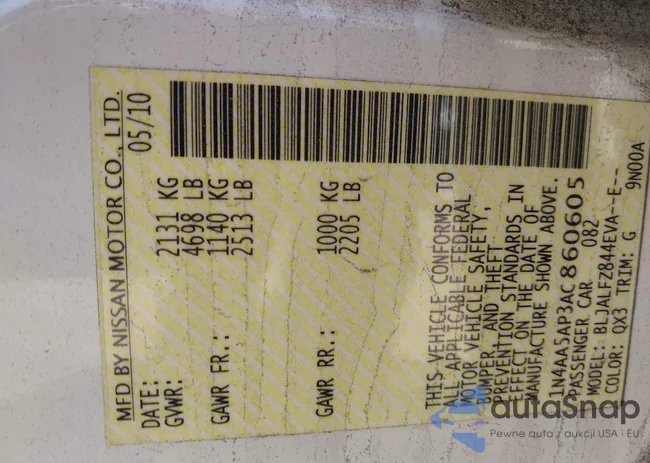 MFD BY NISSAN MOTOR CO., LTD.
DATE: 05/10
GVWR: 2131 KG
4698 LB
GAWR FR.: 1140 KG
2513 LB
GAWR RR.: 1000 KG
2205 LB
THIS VEHICLE CONFORMS TO
ALL APPLICABLE FEDERAL
MOTOR VEHICLE SAFETY,
BUMPER, AND THEFT
PREVENTION STANDARDS IN
EFFECT ON THE DATE OF
MANUFACTURE SHOWN ABOVE.
1N4AA5AP3AC860605
PASSENGER CAR 082
MODEL: BLJALFZ844EVA--E--
COLOR: QX3 TRIM: G 9N00A
autaSnap
Pewne auta z aukcji USA i EU